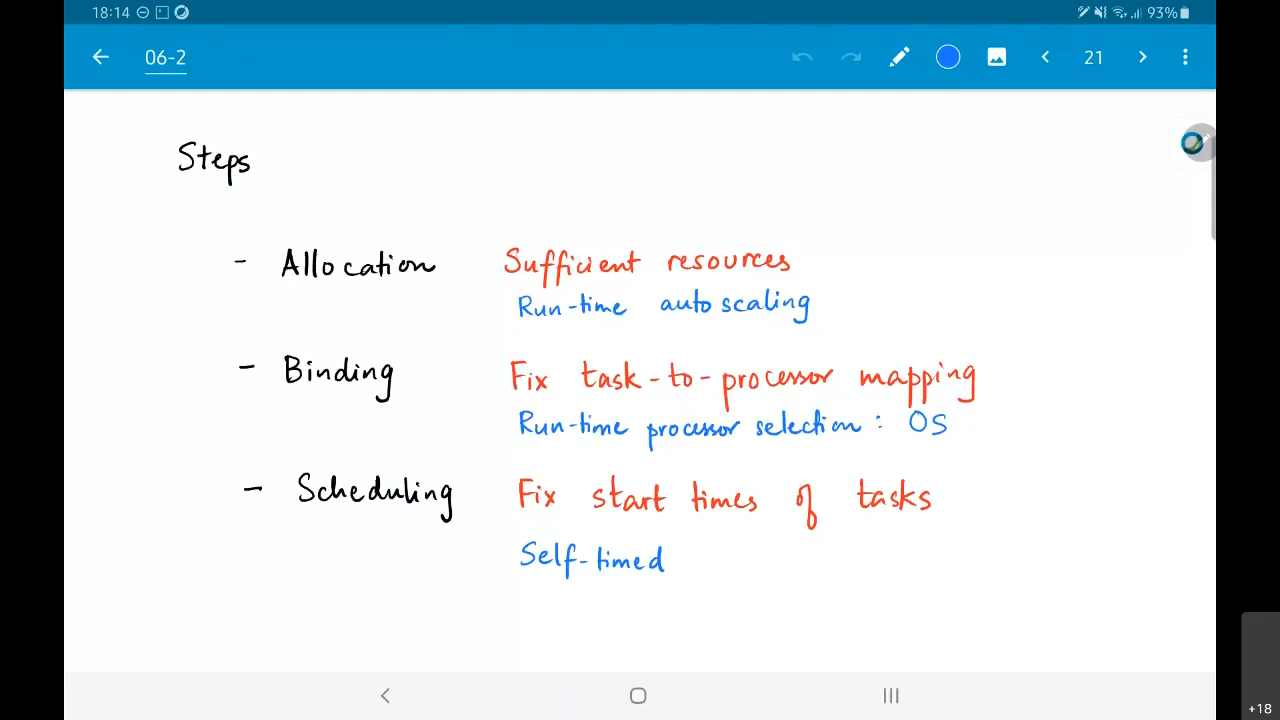 18:14
93%
06-2
21
Steps
- Allocation Sufficient resources
Run-time auto scaling
- Binding Fix task-to-processor mapping
Run-time processor selection: OS
- Scheduling Fix start times of tasks
Self-timed
+18